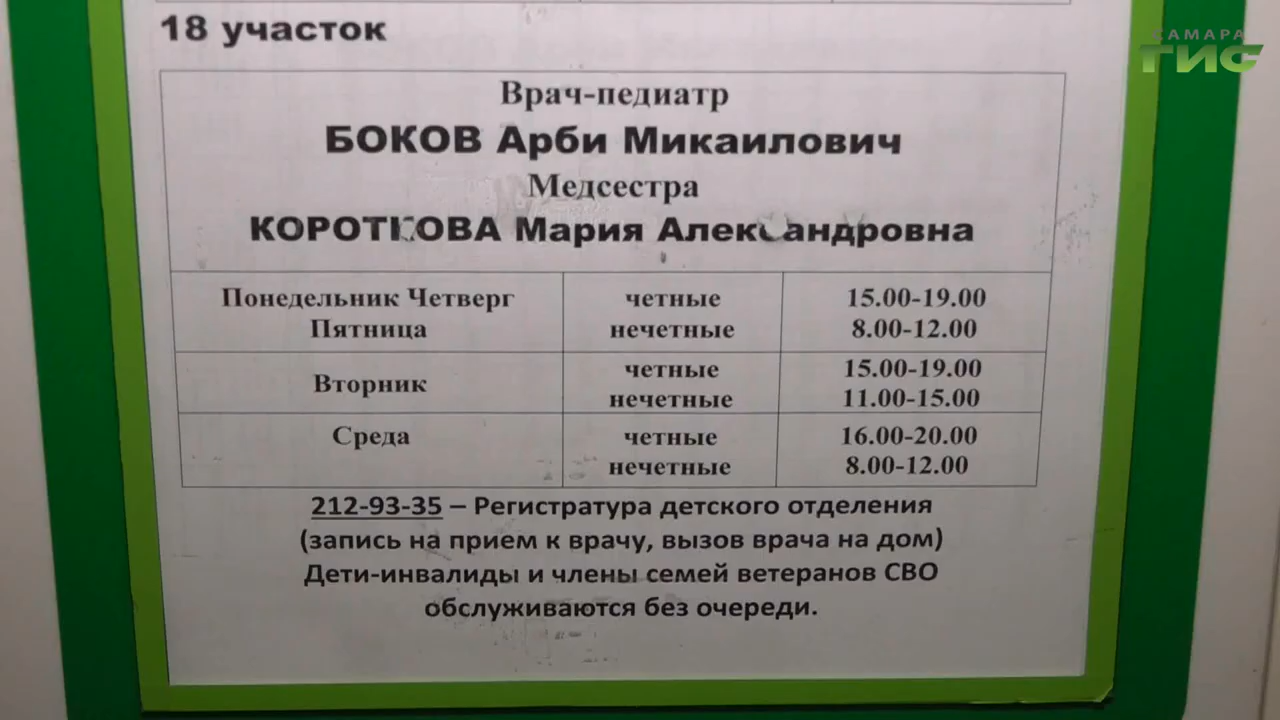 САМАРА
ГИС
18 участок
Врач-педиатр
БОКОВ Арби Микаилович
Медсестра
КОРОТКОВА Мария Александровна
Понедельник Четверг четные 15.00-19.00
Пятница нечетные 8.00-12.00
четные 15.00-19.00
Вторник
нечетные 11.00-15.00
Среда четные 16.00-20.00
нечетные 8.00-12.00
212-93-35 – Регистратура детского отделения
(запись на прием к врачу, вызов врача на дом)
Дети-инвалиды и члены семей ветеранов СВО
обслуживаются без очереди.